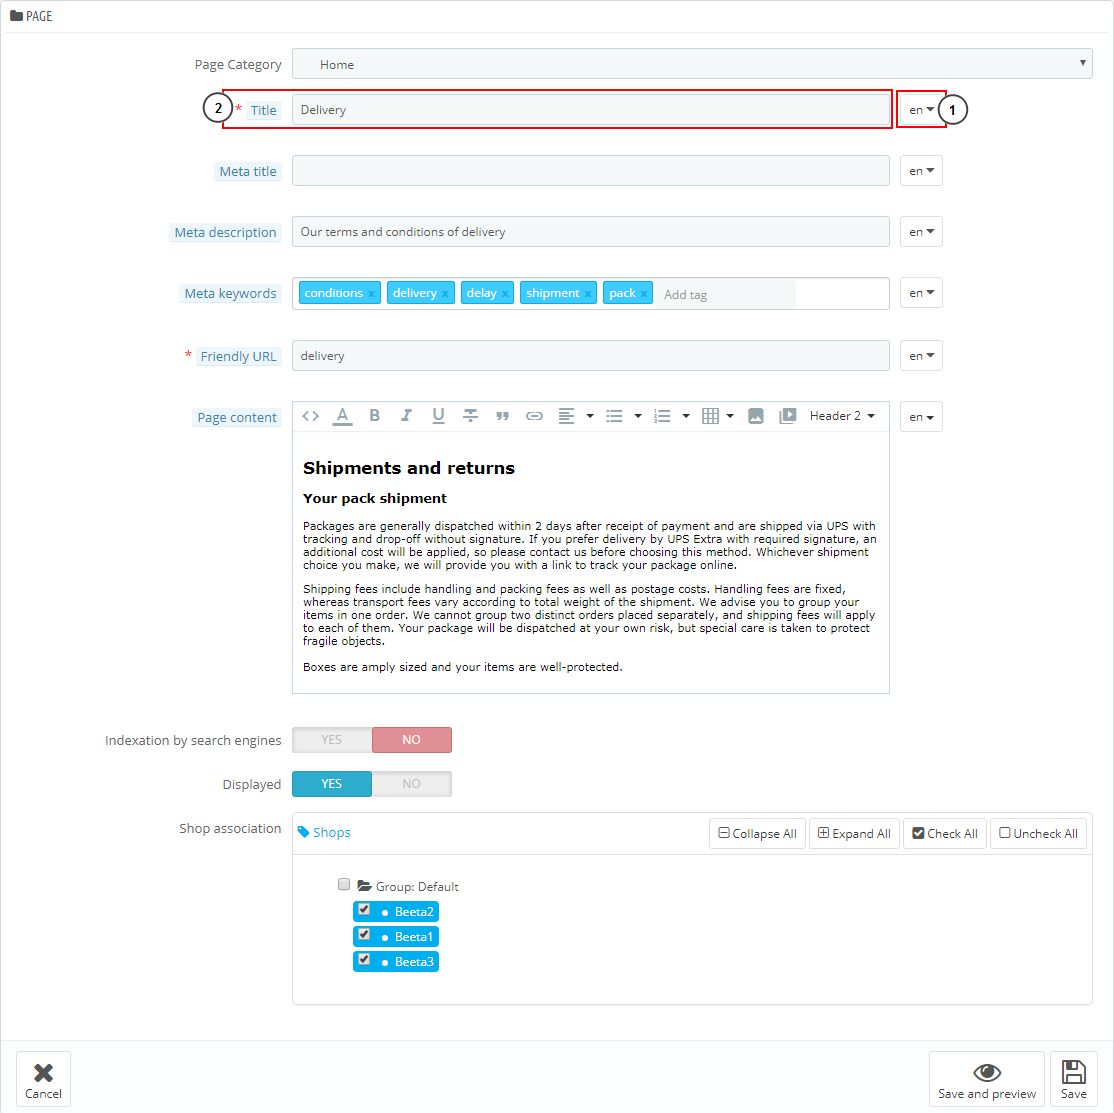 PAGE
Page Category
Home
2
* Title
Delivery
en
1
Meta title
en
Meta description
Our terms and conditions of delivery
en
Meta keywords
conditions x delivery x delay x shipment x pack x Add tag
en
* Friendly URL
delivery
en
Page content
A B I U Header 2
en
Shipments and returns
Your pack shipment
Packages are generally dispatched within 2 days after receipt of payment and are shipped via UPS with
tracking and drop-off without signature. If you prefer delivery by UPS Extra with required signature, an
additional cost will be applied, so please contact us before choosing this method. Whichever shipment
choice you make, we will provide you with a link to track your package online.
Shipping fees include handling and packing fees as well as postage costs. Handling fees are fixed,
whereas transport fees vary according to total weight of the shipment. We advise you to group your
items in one order. We cannot group two distinct orders placed separately, and shipping fees will apply
to each of them. Your package will be dispatched at your own risk, but special care is taken to protect
fragile objects.
Boxes are amply sized and your items are well-protected.
Indexation by search engines
YES NO
Displayed
YES NO
Shop association
Shops
Collapse All Expand All Check All Uncheck All
Group: Default
Beeta2
Beeta1
Beeta3
Cancel
Save and preview
Save